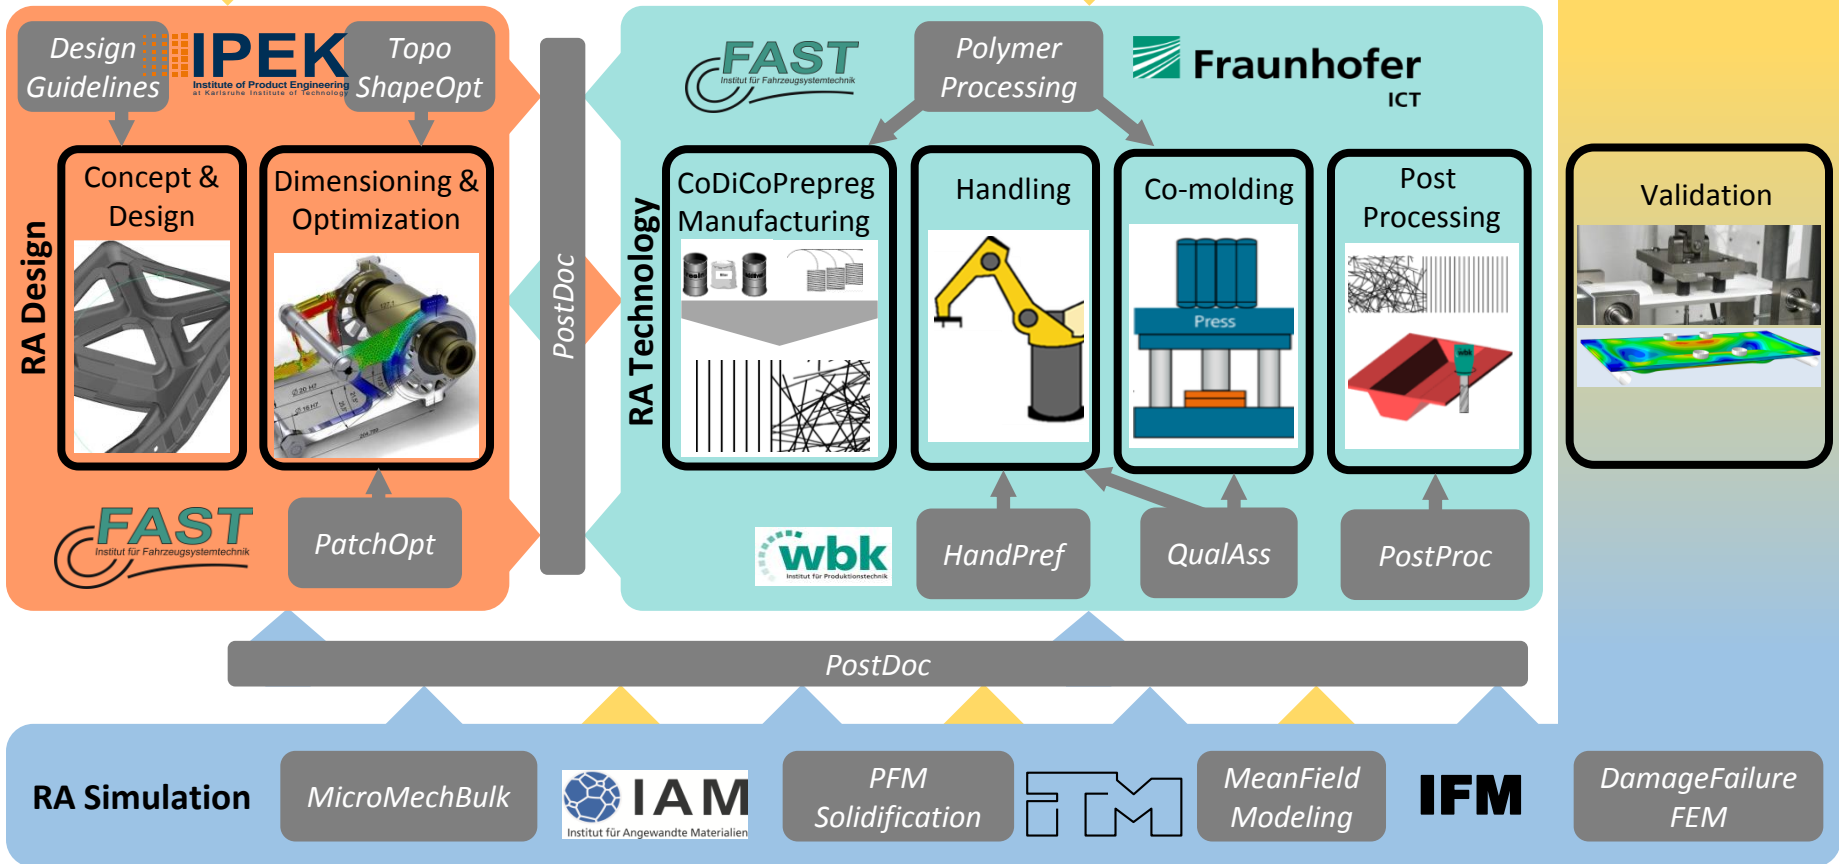 Design
Guidelines
IPEK
Institute of Product Engineering
at Karlsruhe Institute of Technology
Topo
ShapeOpt
RA Design
Concept &
Design
Dimensioning &
Optimization
FAST
Institut für Fahrzeugsystemtechnik
PatchOpt
PostDoc
FAST
Institut für Fahrzeugsystemtechnik
Polymer
Processing
Fraunhofer
ICT
RA Technology
CoDiCoPrepreg
Manufacturing
Handling
Co-molding
Press
Post
Processing
wbk
wbk
Institut für Produktionstechnik
HandPref
QualAss
PostProc
Validation
PostDoc
RA Simulation
MicroMechBulk
IAM
Institut für Angewandte Materialien
PFM
Solidification
iTM
MeanField
Modeling
IFM
DamageFailure
FEM